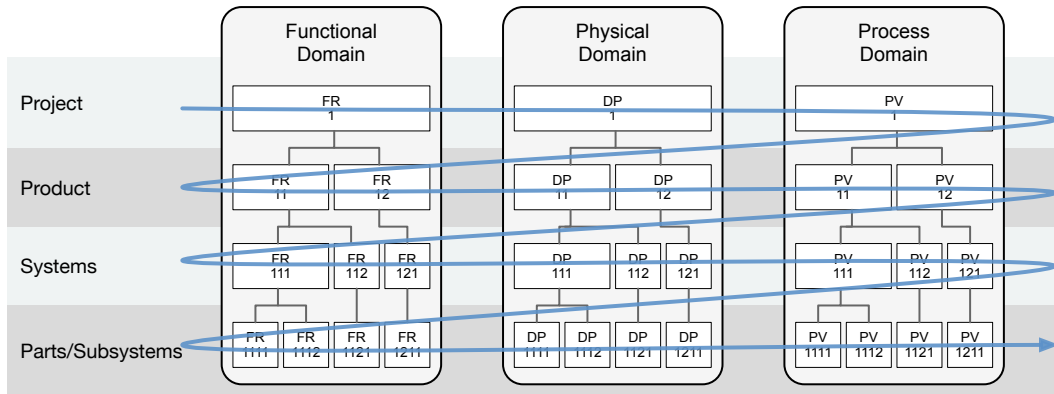 Functional
Domain
Physical
Domain
Process
Domain
Project
FR
1
DP
1
PV
1
Product
FR
11
FR
12
DP
11
DP
12
PV
11
PV
12
Systems
FR
111
FR
112
FR
121
DP
111
DP
112
DP
121
PV
111
PV
112
PV
121
Parts/Subsystems
FR
1111
FR
1112
FR
1121
FR
1211
DP
1111
DP
1112
DP
1121
DP
1211
PV
1111
PV
1112
PV
1121
PV
1211